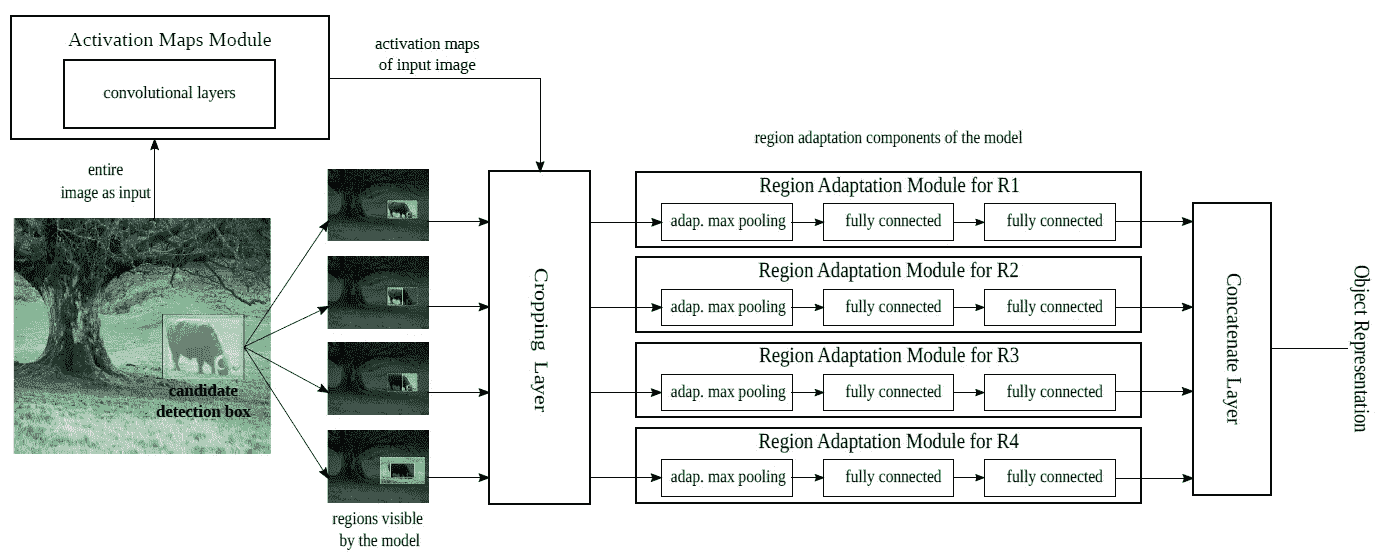 Activation Maps Module
convolutional layers
activation maps
of input image
entire
image as input
candidate
detection box
regions visible
by the model
Cropping Layer
region adaptation components of the model
Region Adaptation Module for R1
adap. max pooling
fully connected
fully connected
Region Adaptation Module for R2
adap. max pooling
fully connected
fully connected
Region Adaptation Module for R3
adap. max pooling
fully connected
fully connected
Region Adaptation Module for R4
adap. max pooling
fully connected
fully connected
Concatenate Layer
Object Representation